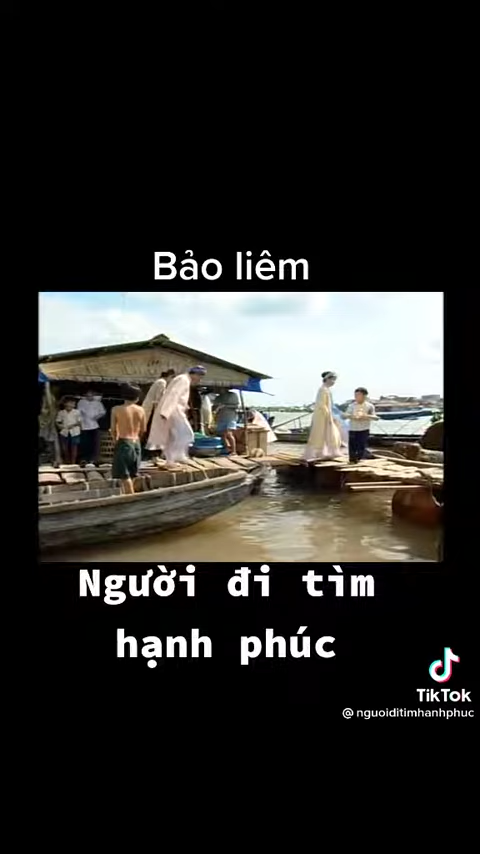 Bảo liêm
Người đi tìm
hạnh phúc
TikTok
@nguoiditimhanhphuc